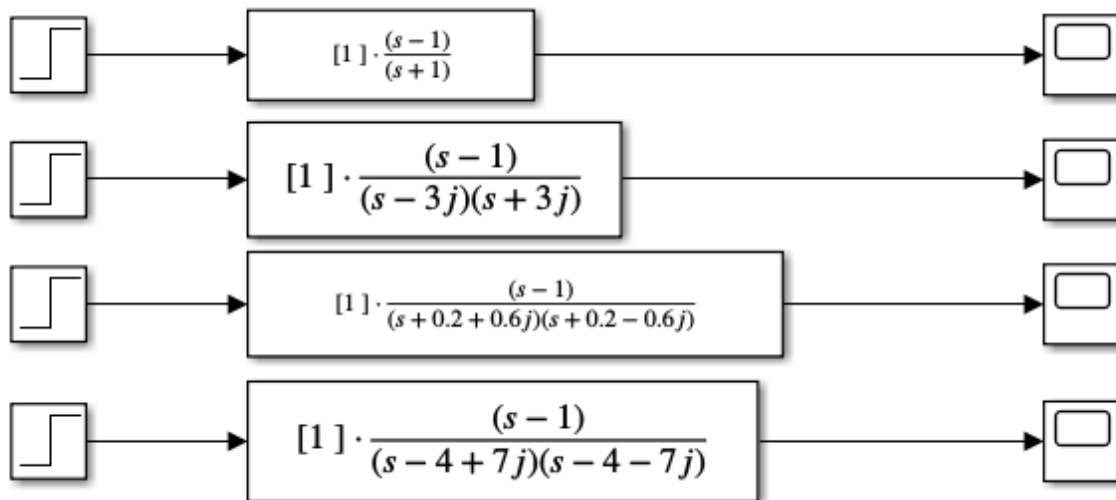 [1 ] · (s − 1)
(s + 1)
[1 ] · (s − 1)
(s − 3j)(s + 3j)
[1 ] · (s − 1)
(s + 0.2 + 0.6j)(s + 0.2 − 0.6j)
[1 ] · (s − 1)
(s − 4 + 7j)(s − 4 − 7j)